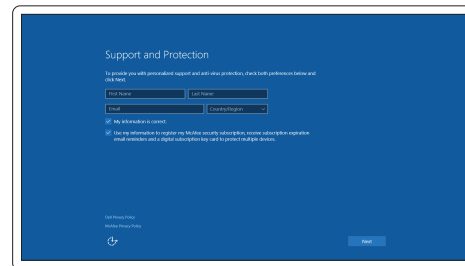 Support and Protection
To provide you with personalized support and anti-virus protection, check both preferences below and
click Next.
First Name
Last Name
Email
Country/Region
My information is correct.
Use my information to register my McAfee security subscription, receive subscription expiration
email reminders and a digital subscription key card to protect multiple devices.
Dell Privacy Policy
McAfee Privacy Policy
Next